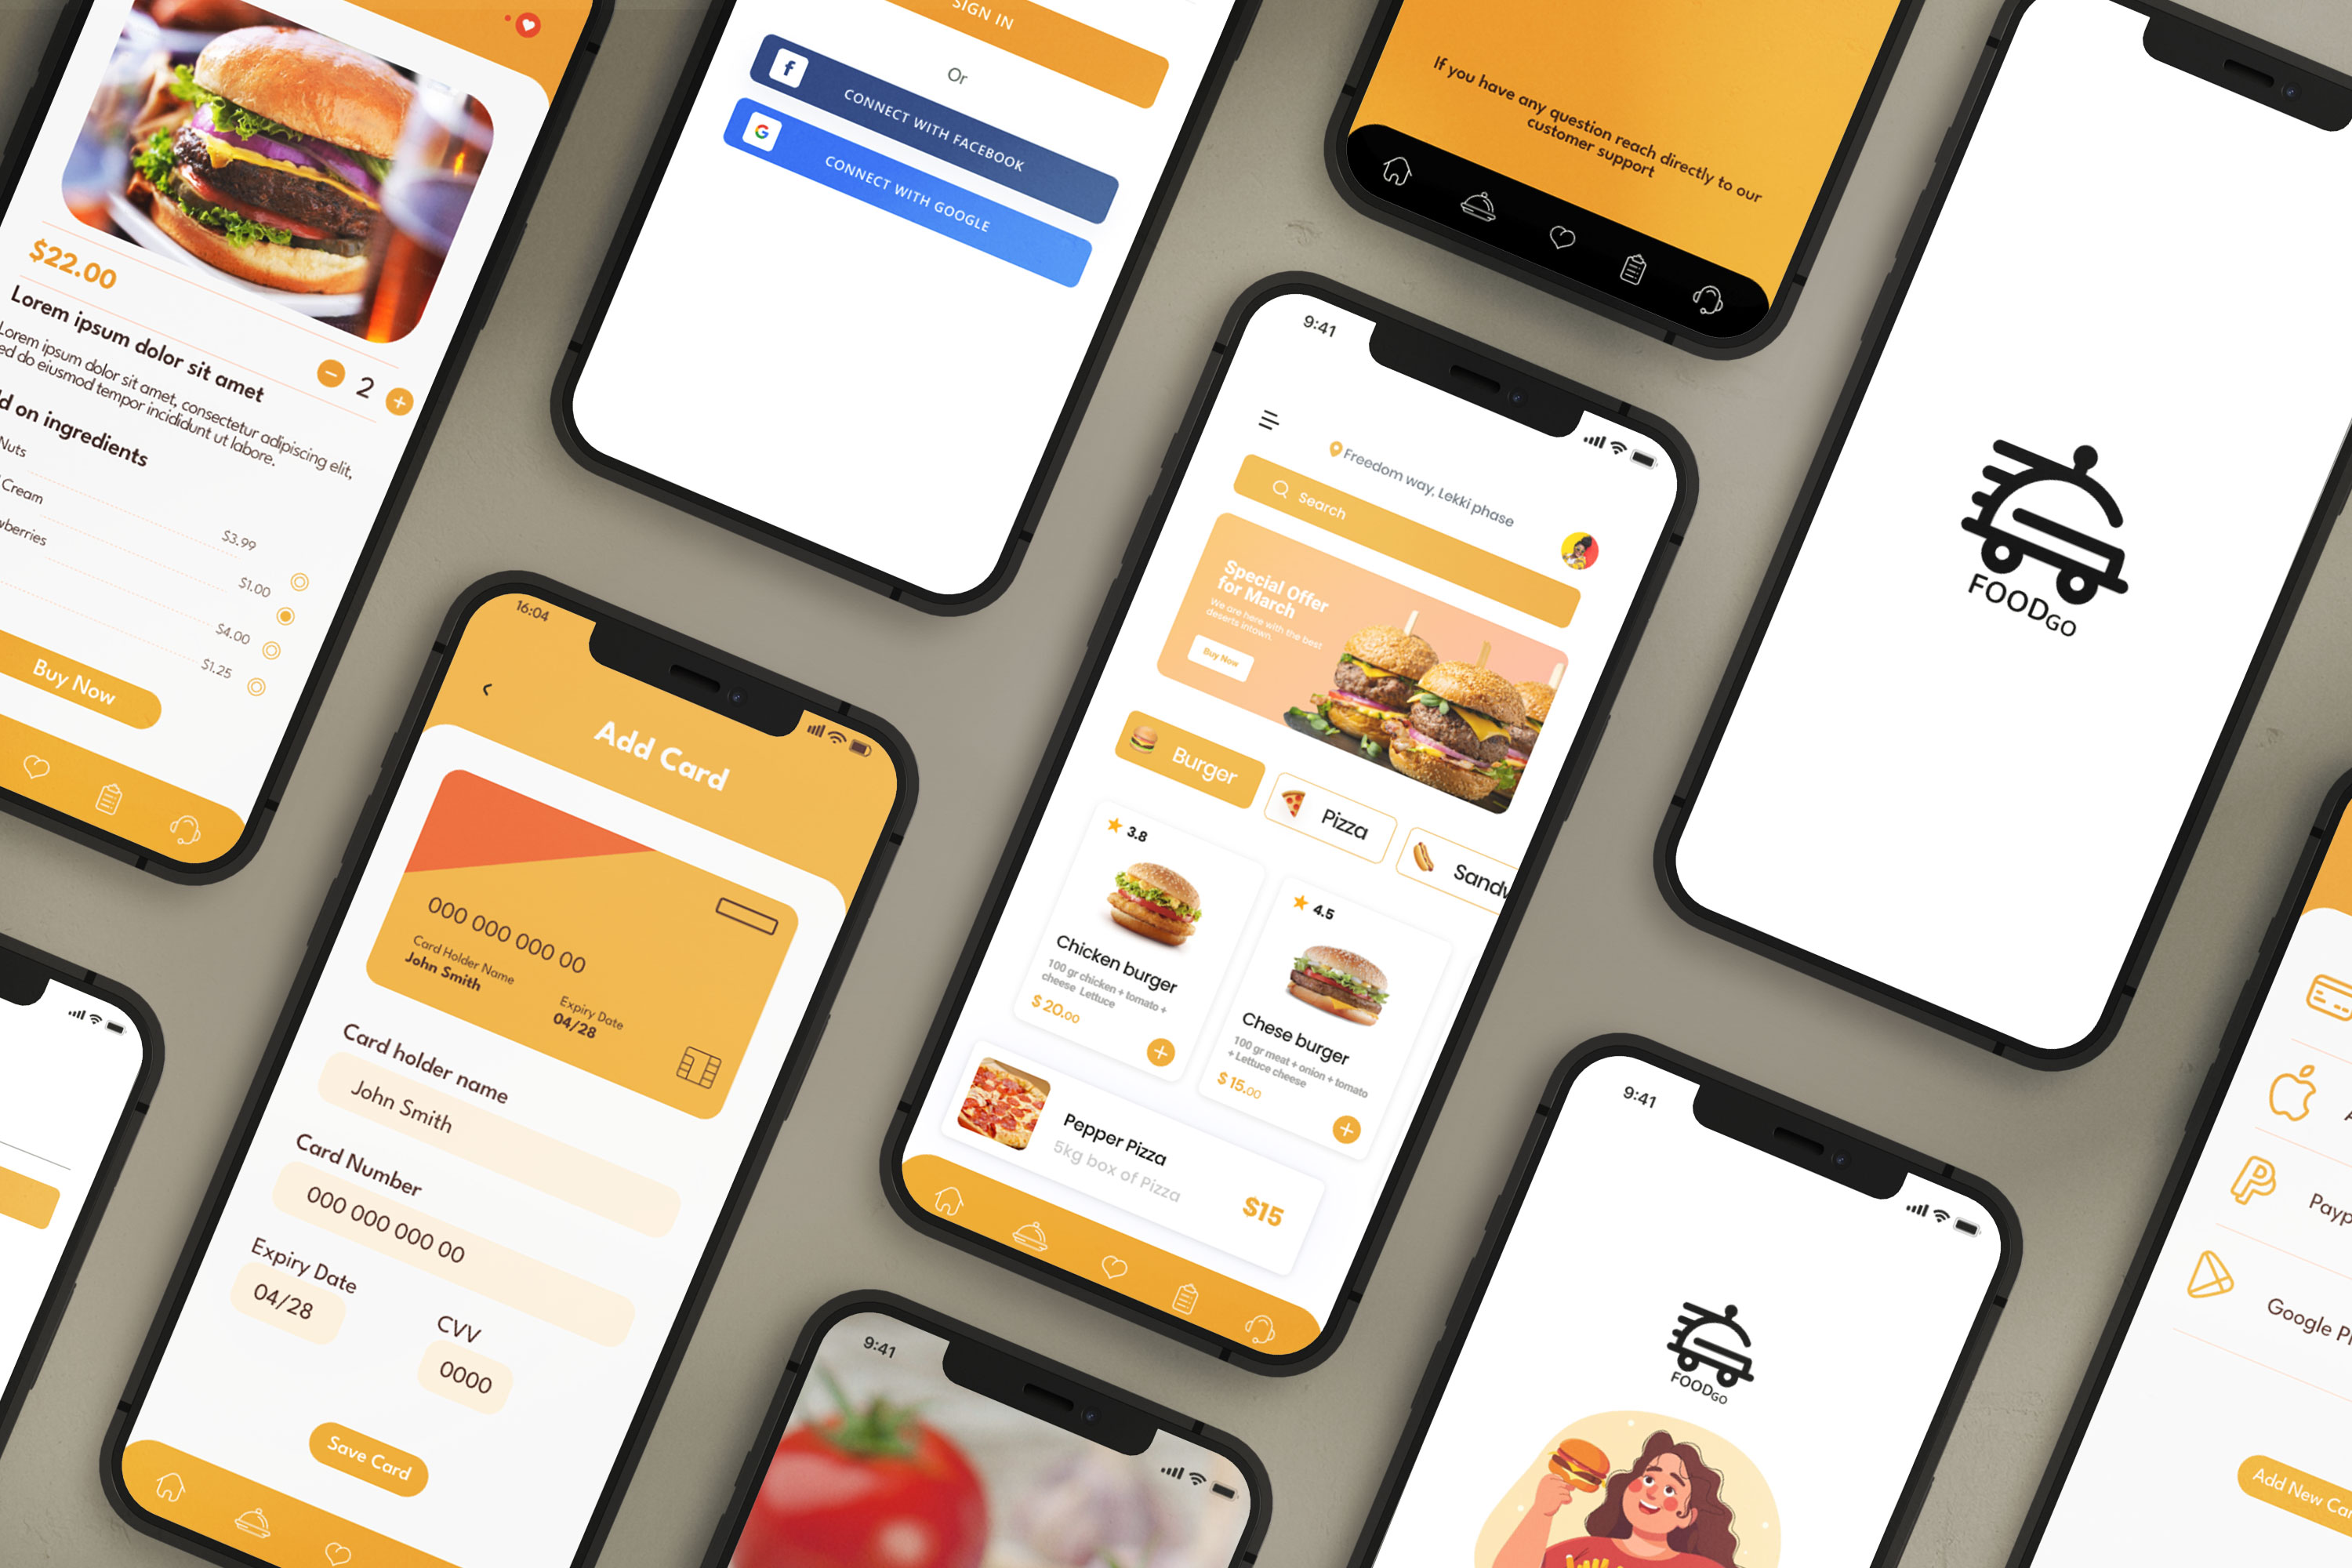 $22.00
Lorem ipsum dolor sit amet
2
Lorem ipsum dolor sit amet, consectetur adipiscing elit,
ed do eiusmod tempor incididunt ut labore.
on ingredients
Nuts
$3.99
Cream
$1.00
$4.00
$1.25
Buy Now
SIGN IN
Or
f
CONNECT WITH FACEBOOK
G
CONNECT WITH GOOGLE
If you have any question reach directly to our
customer support
FOODGO
16:04
Add Card
000 000 000 00
Card Holder Name
John Smith
Expiry Date
04/28
Card holder name
John Smith
Card Number
000 000 000 00
Expiry Date
04/28
CVV
0000
Save Card
9:41
Freedom way, Lekki phase
Search
Special Offer
for March
We are here with the best
deserts intown.
Buy Now
Burger
Pizza
Sandw
3.8
Chicken burger
100 gr chicken + tomato +
cheese Lettuce
$ 20.00
4.5
Chese burger
100 gr meat + onion + tomato
+ Lettuce cheese
$ 15.00
Pepper Pizza
5kg box of Pizza
$15
9:41
9:41
FOODGO
Payp
Google P
Add New Car